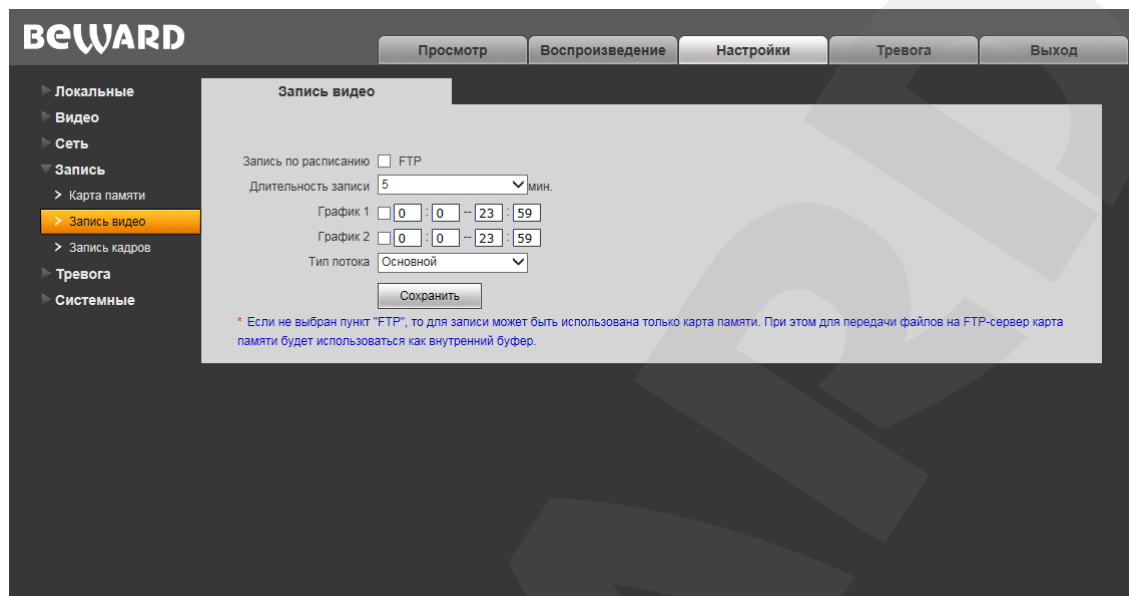 BEWARD
Просмотр Воспроизведение Настройки Тревога Выход
Локальные
Видео
Сеть
Запись
> Карта памяти
> Запись видео
> Запись кадров
Тревога
Системные
Запись видео
Запись по расписанию FTP
Длительность записи 5 мин.
График 1 0 : 0 -- 23 : 59
График 2 0 : 0 -- 23 : 59
Тип потока Основной
Сохранить
* Если не выбран пункт "FTP", то для записи может быть использована только карта памяти. При этом для передачи файлов на FTP-сервер карта
памяти будет использоваться как внутренний буфер.